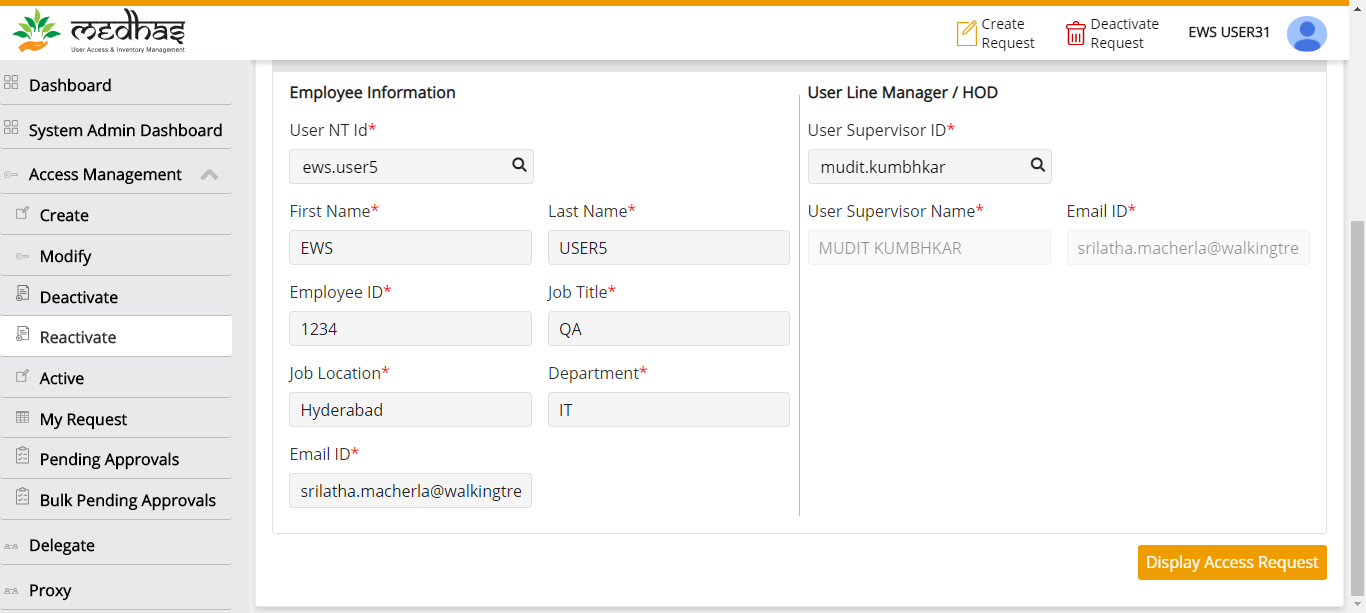 medhas
User Access & Inventory Management
Create
Request
Deactivate
Request
EWS USER31
Dashboard
System Admin Dashboard
Access Management
Create
Modify
Deactivate
Reactivate
Active
My Request
Pending Approvals
Bulk Pending Approvals
Delegate
Proxy
Employee Information
User NT Id*
ews.user5
First Name* Last Name*
EWS USER5
Employee ID* Job Title*
1234 QA
Job Location* Department*
Hyderabad IT
Email ID*
srilatha.macherla@walkingtre
User Line Manager / HOD
User Supervisor ID*
mudit.kumbhkar
User Supervisor Name* Email ID*
MUDIT KUMBHKAR srilatha.macherla@walkingtre
Display Access Request